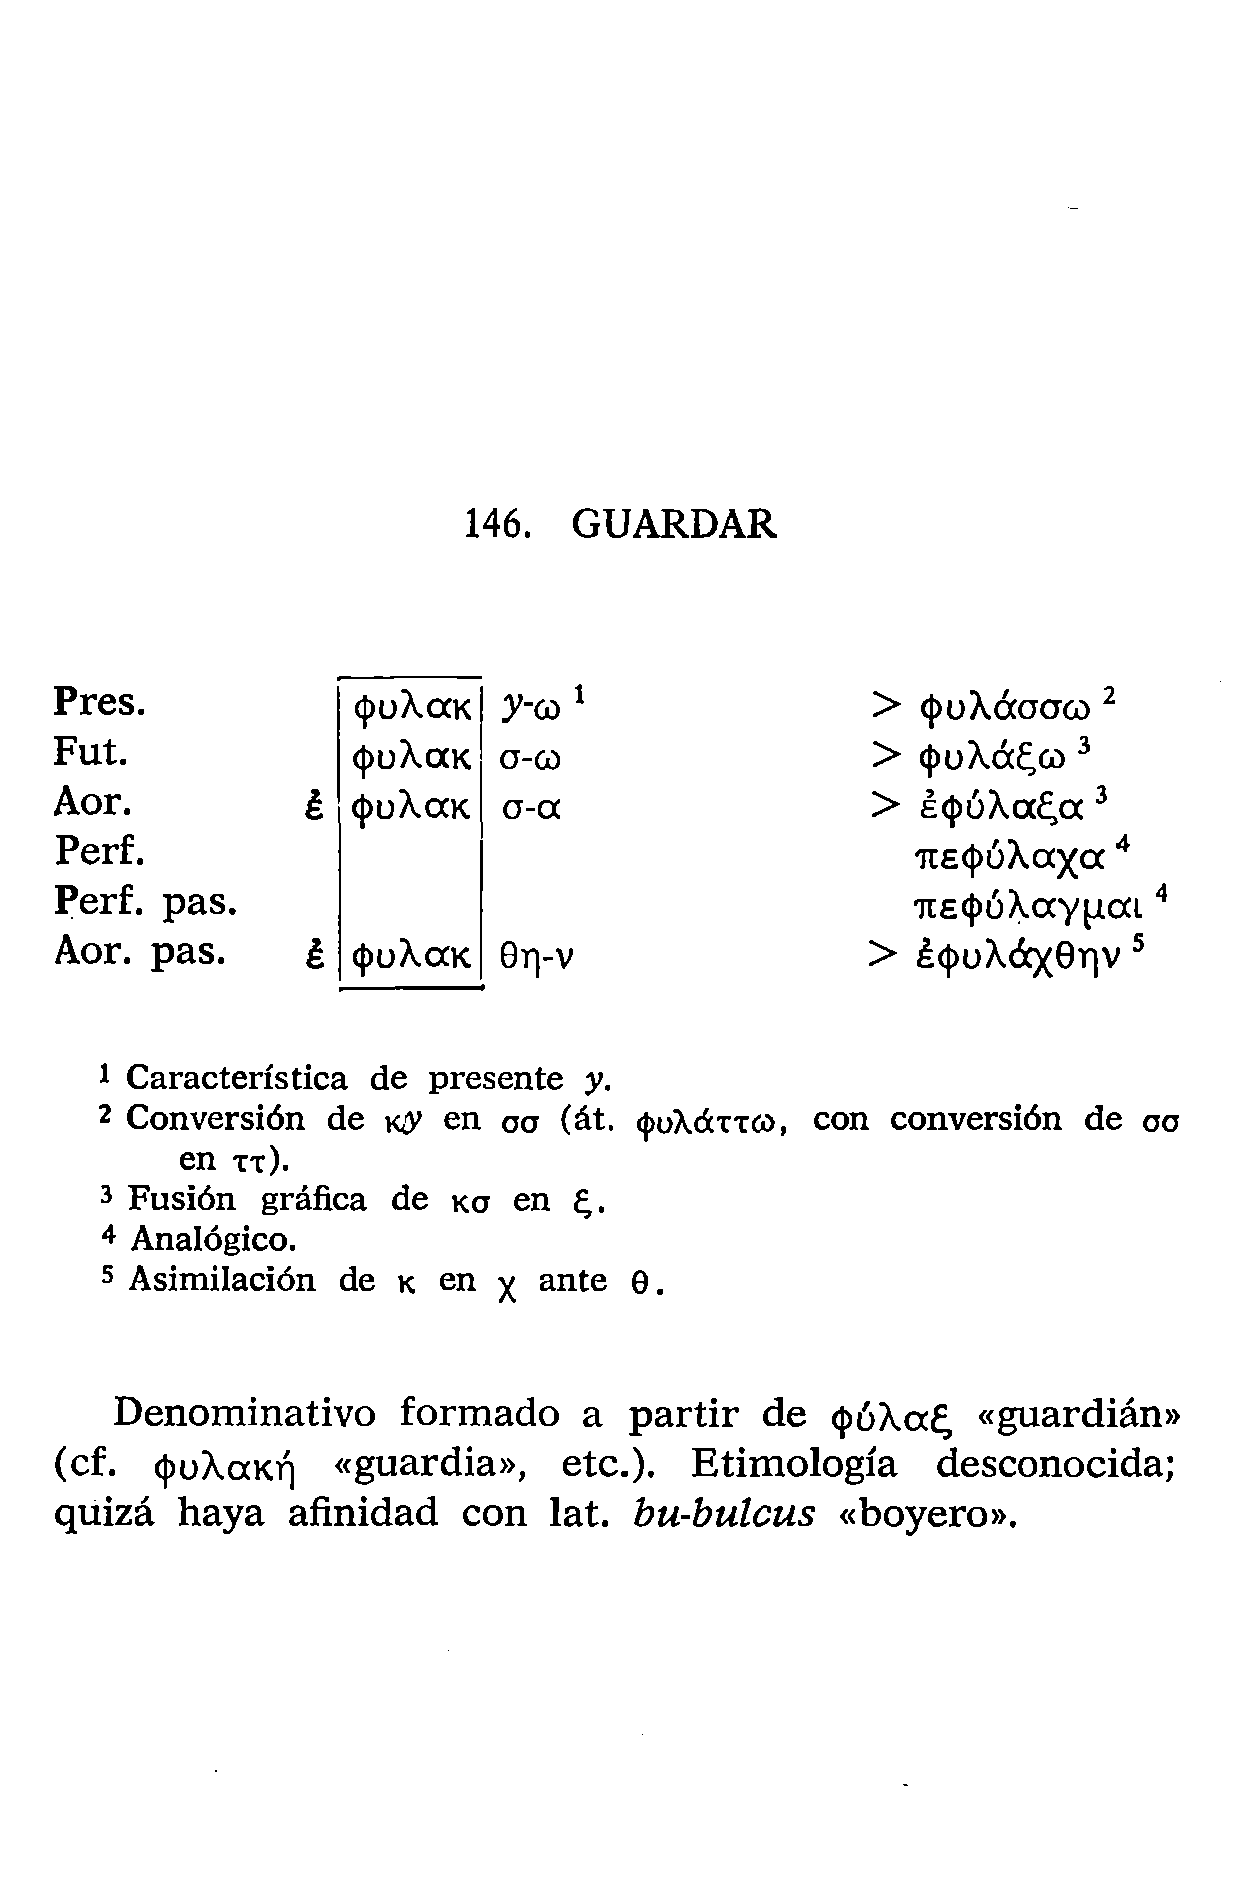 146. GUARDAR
Pres. φυλακ y-ω ¹ > φυλάσσω ²
Fut. φυλακ σ-ω > φυλάξω ³
Aor. ἐ φυλακ σ-α > ἐφύλαξα ³
Perf. πεφύλαχα ⁴
Perf. pas. πεφύλαγμαι ⁴
Aor. pas. ἐ φυλακ θη-ν > ἐφυλάχθην ⁵
¹ Característica de presente y.
² Conversión de κy en σσ (át. φυλάττω, con conversión de σσ
en ττ).
³ Fusión gráfica de κσ en ξ.
⁴ Analógico.
⁵ Asimilación de κ en χ ante θ.
Denominativo formado a partir de φύλαξ «guardián»
(cf. φυλακή «guardia», etc.). Etimología desconocida;
quizá haya afinidad con lat. bu-bulcus «boyero».